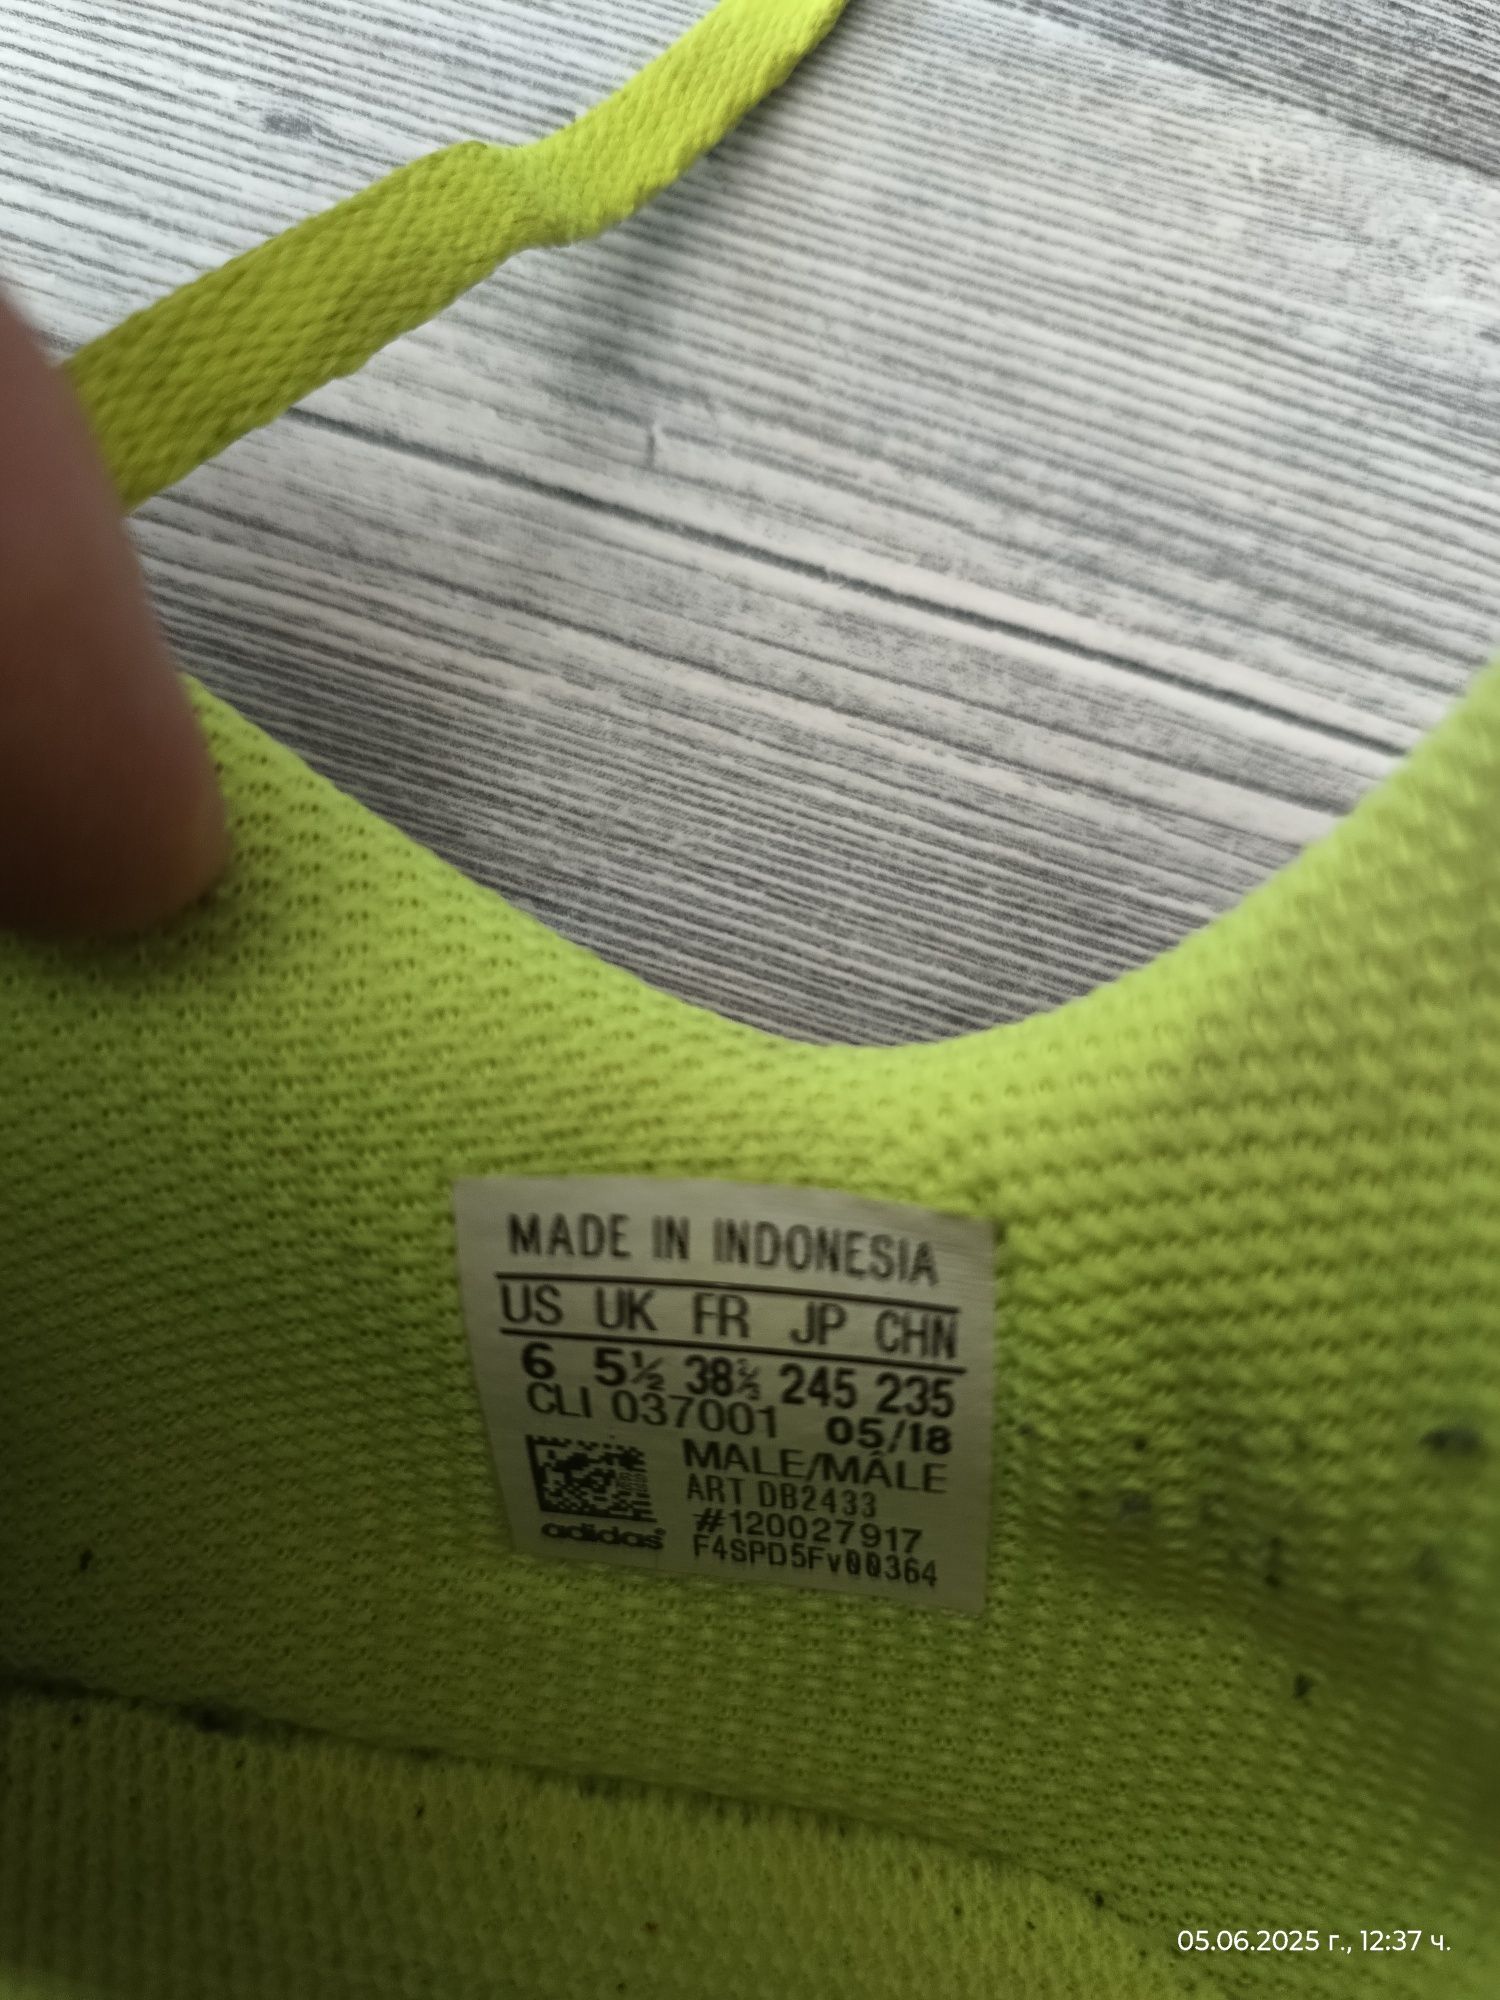 MADE IN INDONESIA
US UK FR JP CHN
6 5½ 38⅔ 245 235
CLI 037001 05/18
MALE/MÂLE
ART DB2433
#120027917
F4SPD5Fv00364
adidas
05.06.2025 г., 12:37 ч.